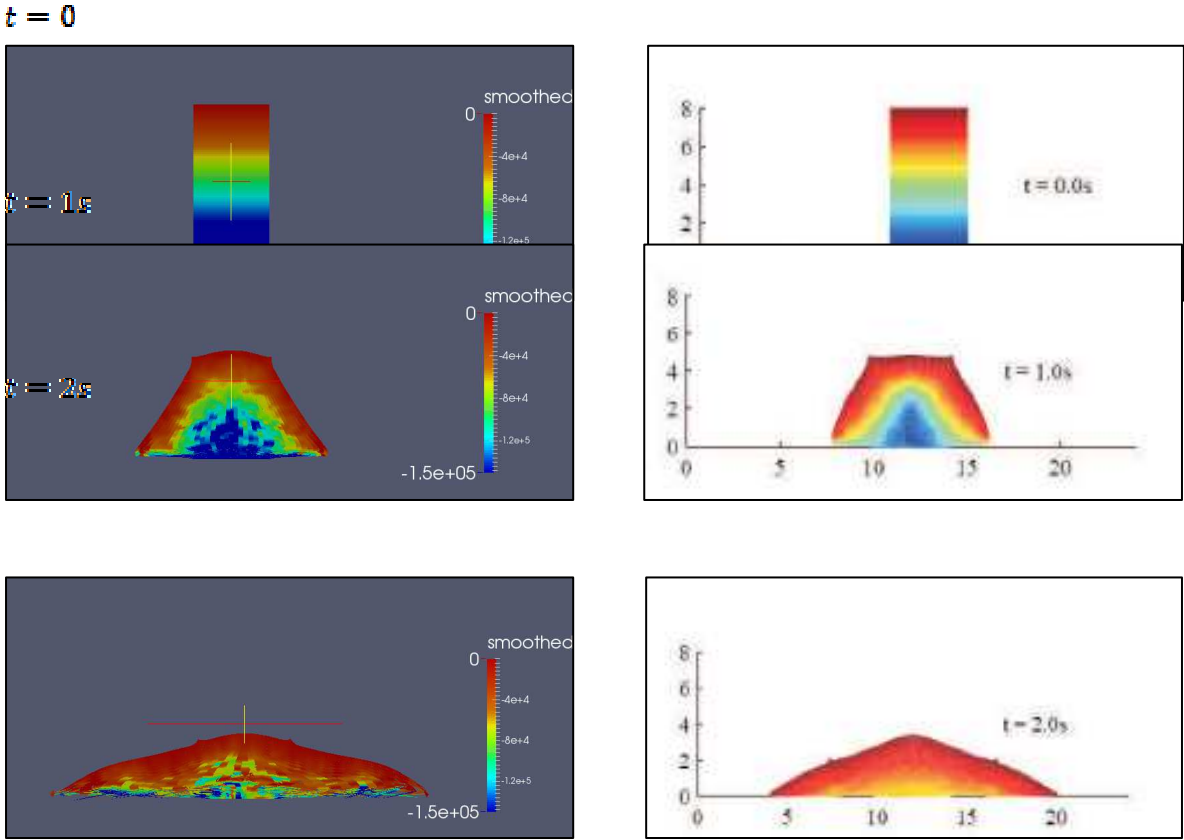 t = 0
smoothed
0
-4e+4
-8e+4
-1.2e+5
8
6
4
2
t = 0.0s
t = 1s
smoothed
0
-4e+4
-8e+4
-1.2e+5
-1.5e+05
8
6
4
2
0
t = 1.0s
0 5 10 15 20
t = 2s
smoothed
0
-4e+4
-8e+4
-1.2e+5
-1.5e+05
8
6
4
2
0
t = 2.0s
0 5 10 15 20